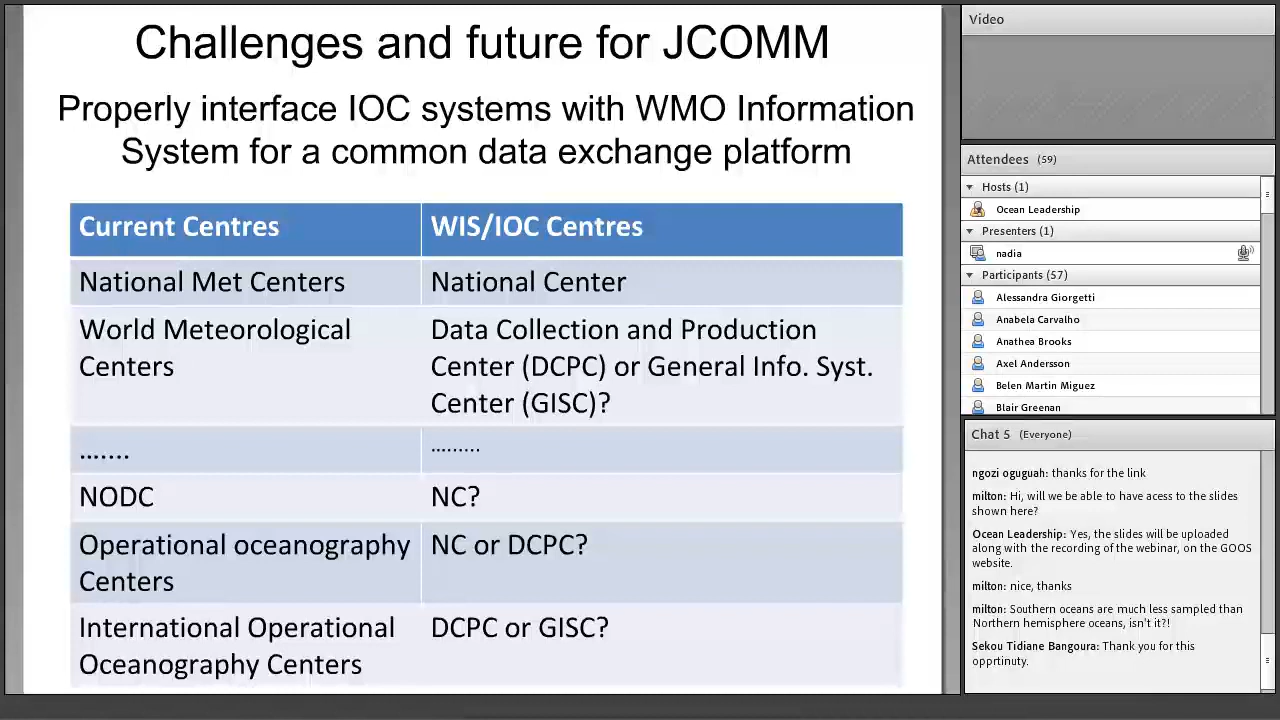 Challenges and future for JCOMM
Properly interface IOC systems with WMO Information
System for a common data exchange platform
Current Centres
WIS/IOC Centres
National Met Centers
National Center
World Meteorological
Centers
Data Collection and Production
Center (DCPC) or General Info. Syst.
Center (GISC)?
.......
.........
NODC
NC?
Operational oceanography
Centers
NC or DCPC?
International Operational
Oceanography Centers
DCPC or GISC?
Video
Attendees (59)
Hosts (1)
Ocean Leadership
Presenters (1)
nadia
Participants (57)
Alessandra Giorgetti
Anabela Carvalho
Anathea Brooks
Axel Andersson
Belen Martin Miguez
Blair Greenan
Chat 5 (Everyone)
ngozi oguguah: thanks for the link
milton: Hi, will we be able to have acess to the slides
shown here?
Ocean Leadership: Yes, the slides will be uploaded
along with the recording of the webinar, on the GOOS
website.
milton: nice, thanks
milton: Southern oceans are much less sampled than
Northern hemisphere oceans, isn't it?!
Sekou Tidiane Bangoura: Thank you for this
opprtinuty.